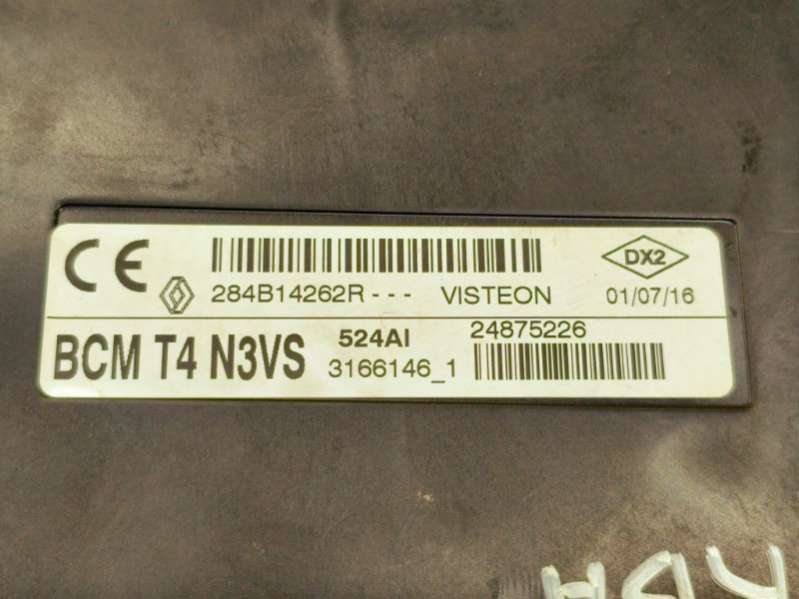 CE 284B14262R--- VISTEON DX2 01/07/16
BCM T4 N3VS 524AI 24875226
3166146_1